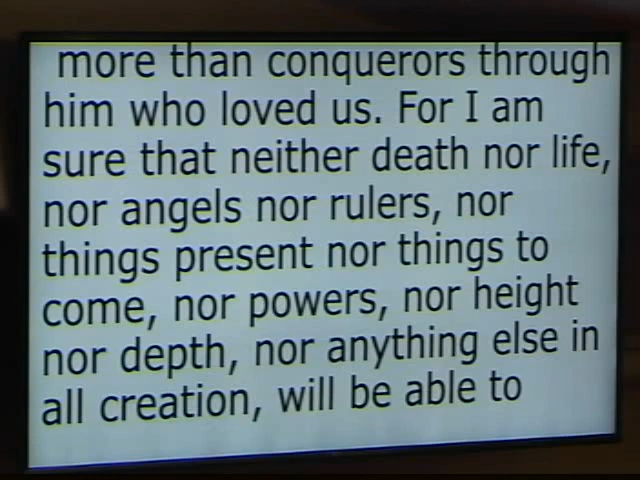 more than conquerors through
him who loved us. For I am
sure that neither death nor life,
nor angels nor rulers, nor
things present nor things to
come, nor powers, nor height
nor depth, nor anything else in
all creation, will be able to